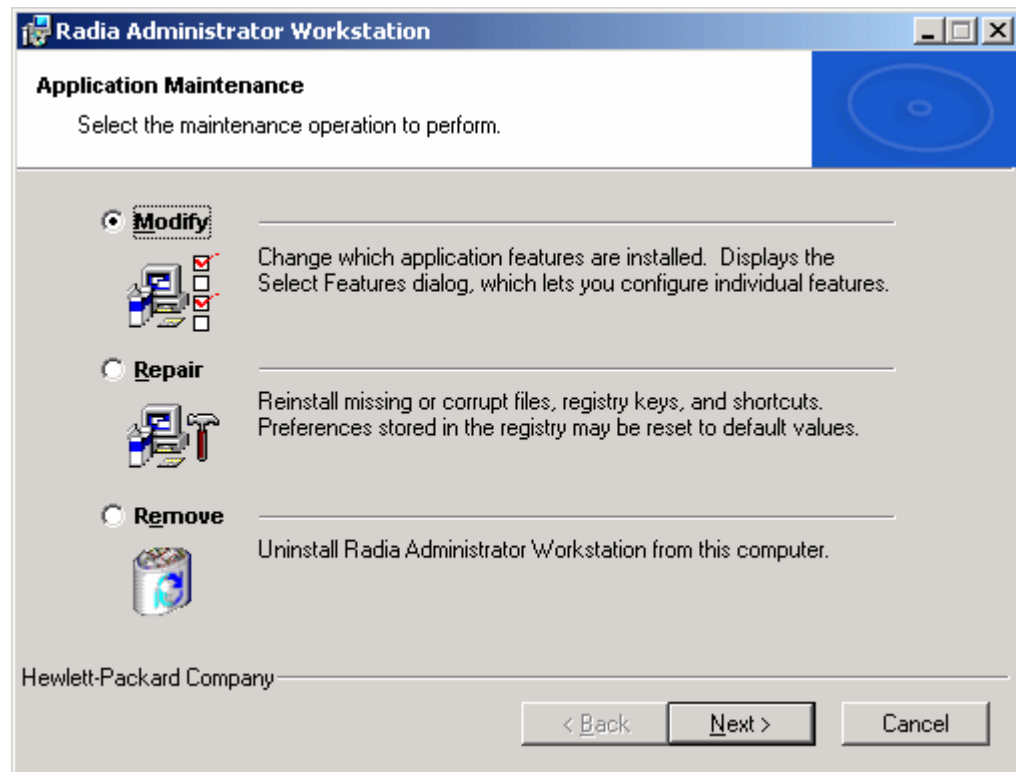 Radia Administrator Workstation
Application Maintenance
Select the maintenance operation to perform.
Modify
Change which application features are installed. Displays the
Select Features dialog, which lets you configure individual features.
Repair
Reinstall missing or corrupt files, registry keys, and shortcuts.
Preferences stored in the registry may be reset to default values.
Remove
Uninstall Radia Administrator Workstation from this computer.
Hewlett-Packard Company
< Back Next > Cancel